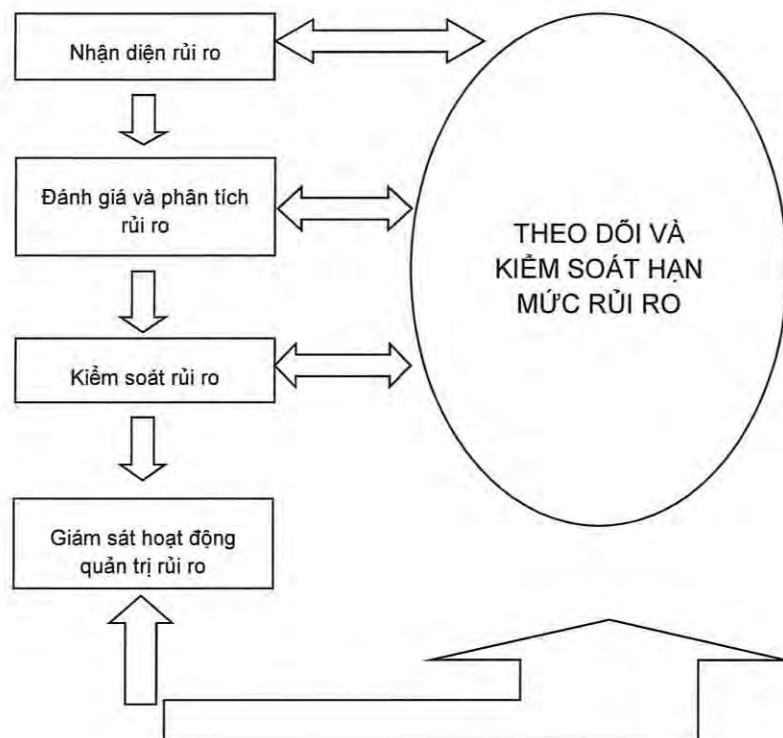 Nhận diện rủi ro
Đánh giá và phân tích
rủi ro
Kiểm soát rủi ro
Giám sát hoạt động
quản trị rủi ro
THEO DÕI VÀ
KIỂM SOÁT HẠN
MỨC RỦI RO